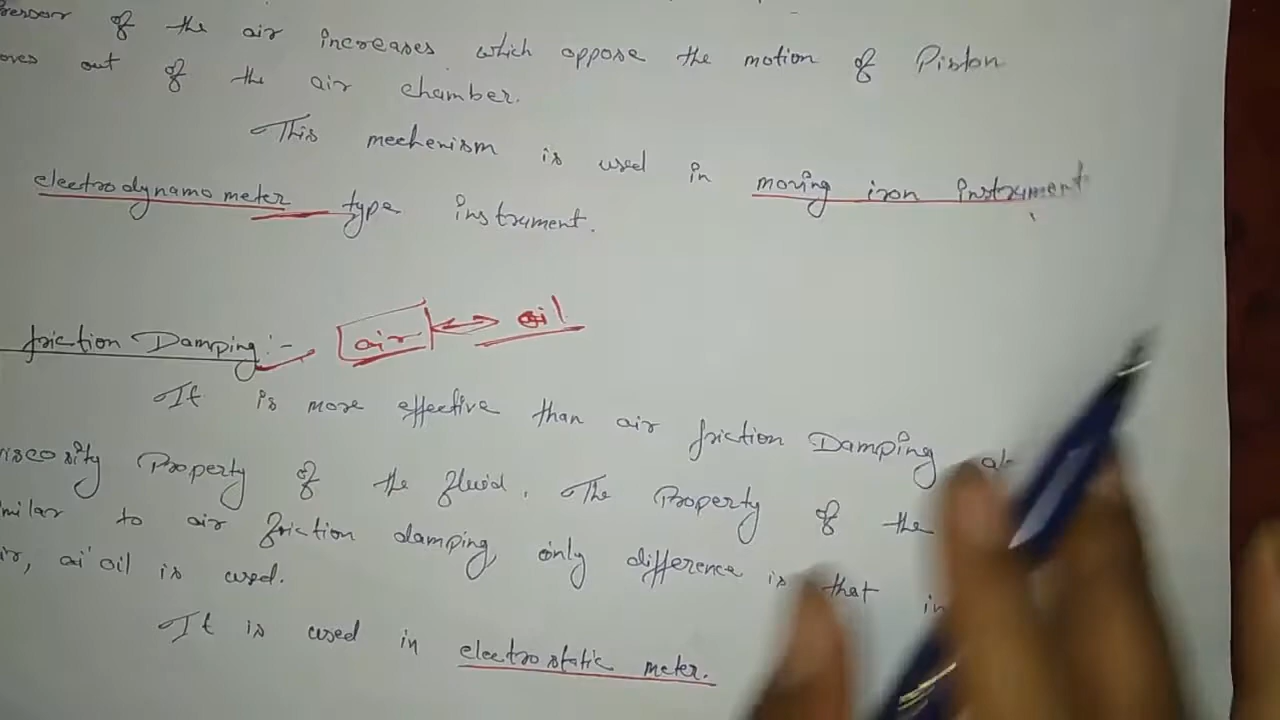 of the air increases which oppose the motion of Piston
out of the air chamber.
This mechenism is used in moving iron instrument
electrodynamometer type instrument.
friction Damping:- air ↔ oil
It is more effective than air friction Damping
Property of the fluid. The Property of the
to air friction damping, only difference is that in
oil is used.
It is used in electrostatic meter.